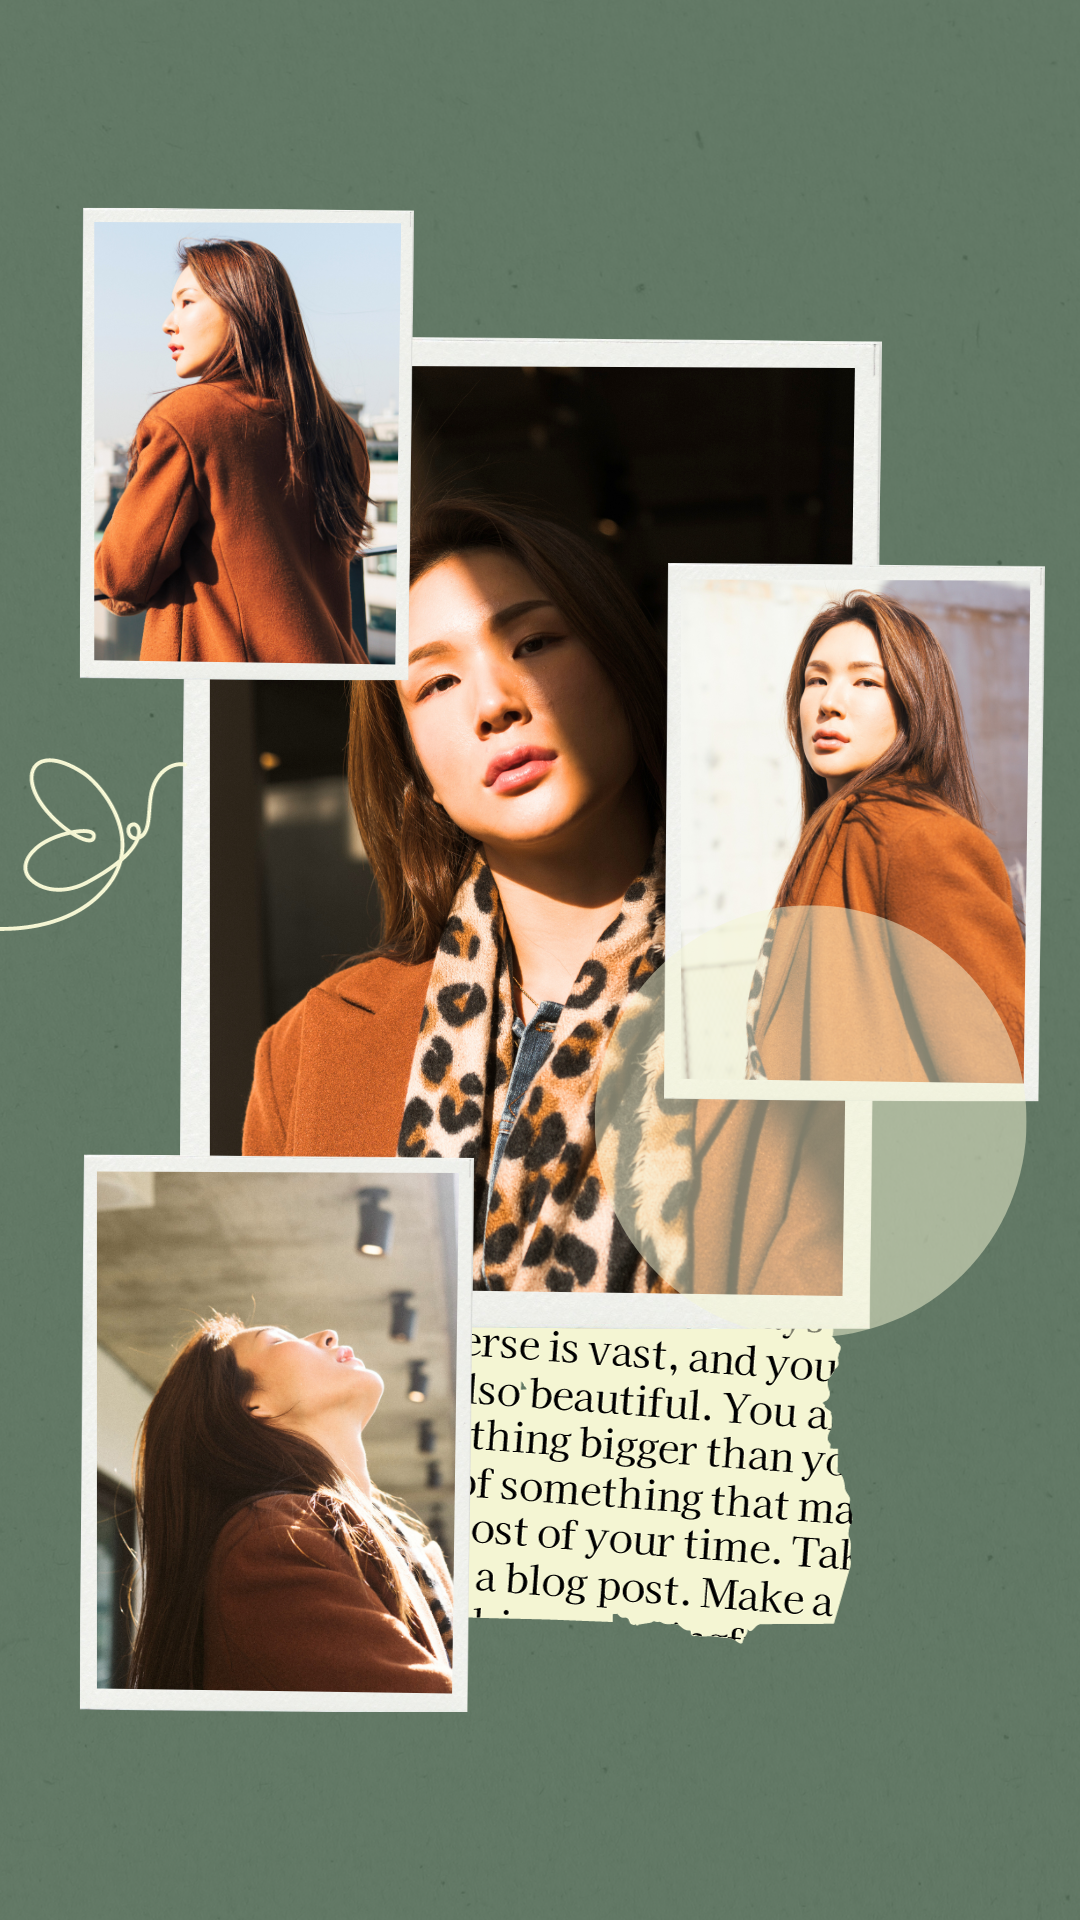 erse is vast, and you
lso beautiful. You a
thing bigger than yo
of something that ma
ost of your time. Tak
a blog post. Make a